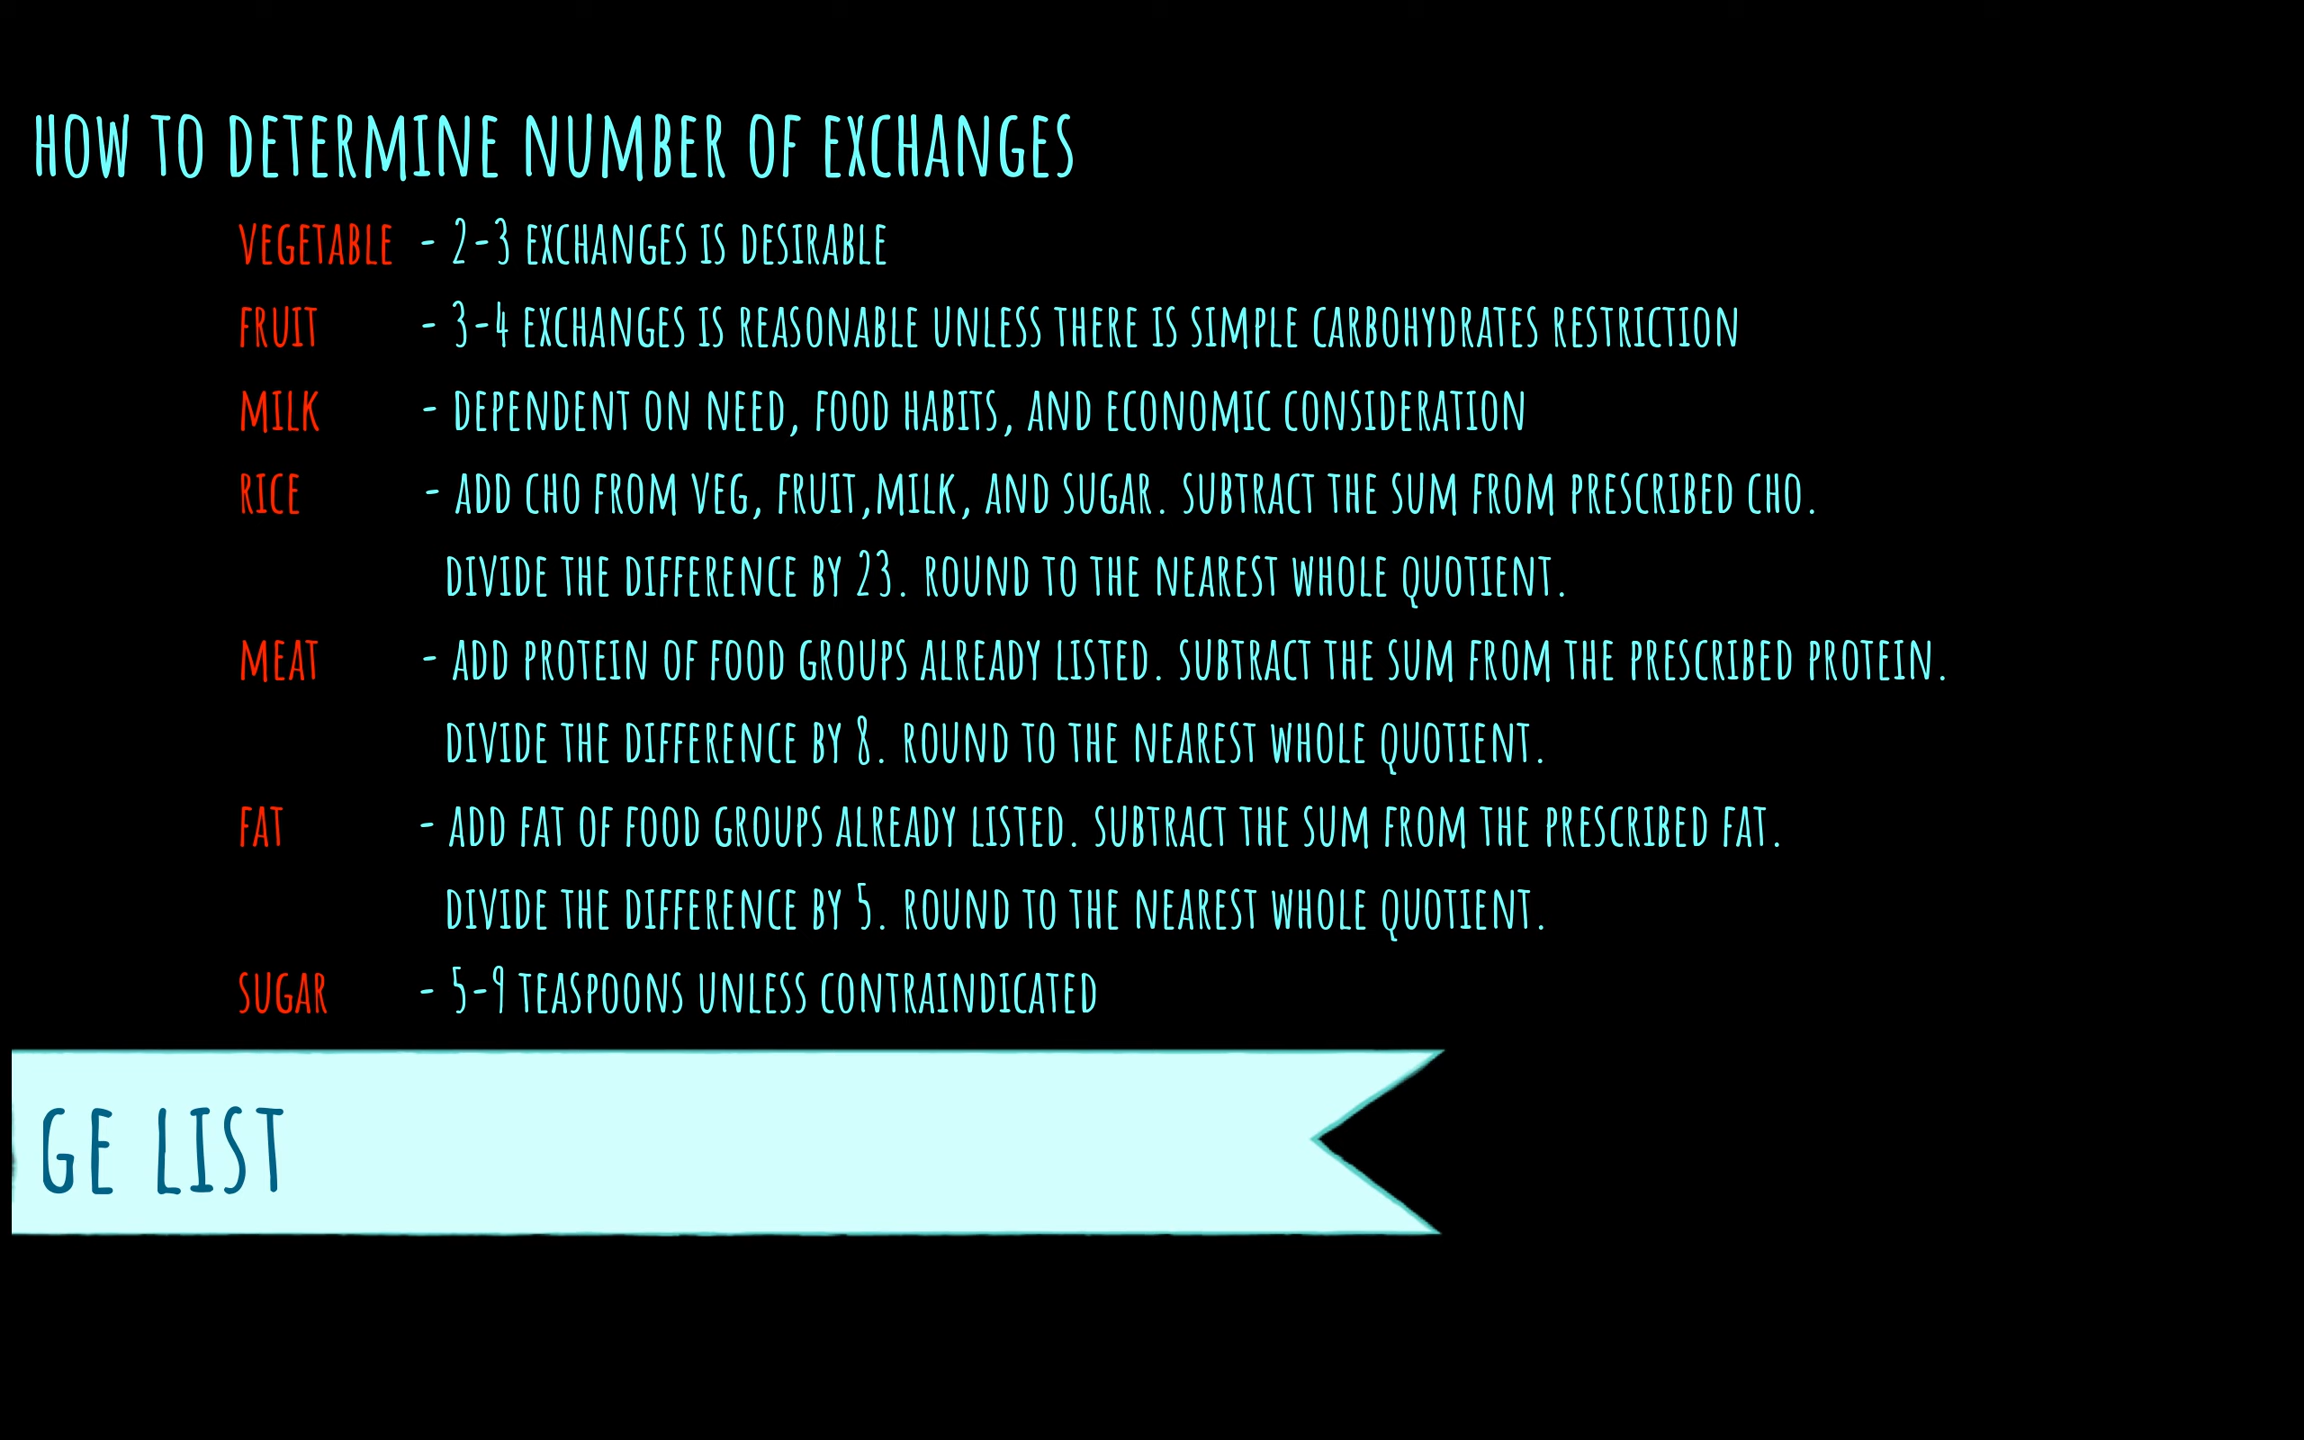 HOW TO DETERMINE NUMBER OF EXCHANGES
VEGETABLE - 2-3 EXCHANGES IS DESIRABLE
FRUIT - 3-4 EXCHANGES IS REASONABLE UNLESS THERE IS SIMPLE CARBOHYDRATES RESTRICTION
MILK - DEPENDENT ON NEED, FOOD HABITS, AND ECONOMIC CONSIDERATION
RICE - ADD CHO FROM VEG, FRUIT,MILK, AND SUGAR. SUBTRACT THE SUM FROM PRESCRIBED CHO.
DIVIDE THE DIFFERENCE BY 23. ROUND TO THE NEAREST WHOLE QUOTIENT.
MEAT - ADD PROTEIN OF FOOD GROUPS ALREADY LISTED. SUBTRACT THE SUM FROM THE PRESCRIBED PROTEIN.
DIVIDE THE DIFFERENCE BY 8. ROUND TO THE NEAREST WHOLE QUOTIENT.
FAT - ADD FAT OF FOOD GROUPS ALREADY LISTED. SUBTRACT THE SUM FROM THE PRESCRIBED FAT.
DIVIDE THE DIFFERENCE BY 5. ROUND TO THE NEAREST WHOLE QUOTIENT.
SUGAR - 5-9 TEASPOONS UNLESS CONTRAINDICATED
GE LIST